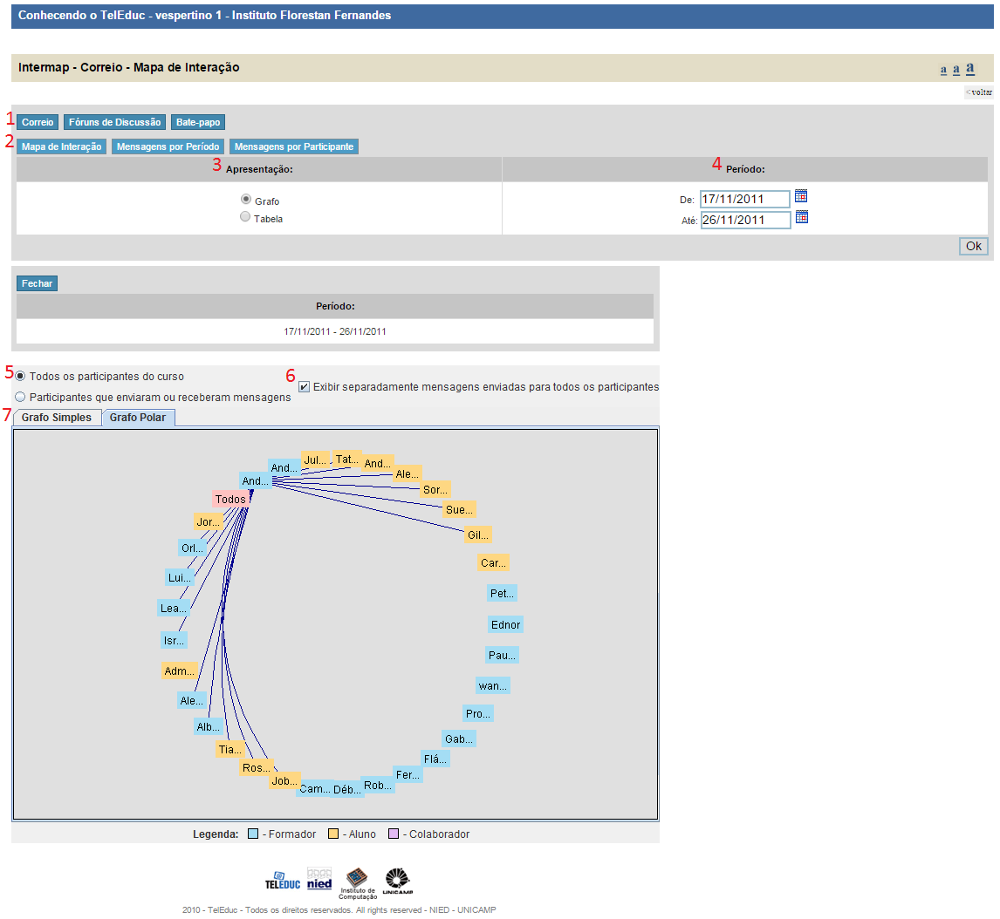 Conhecendo o TelEduc - vespertino 1 - Instituto Florestan Fernandes
Intermap - Correio - Mapa de Interação
a a a
< voltar
1 Correio Fóruns de Discussão Bate-papo
2 Mapa de Interação Mensagens por Período Mensagens por Participante
3 Apresentação: 4 Período:
Grafo De: 17/11/2011
Tabela Até: 26/11/2011
Ok
Fechar
Período:
17/11/2011 - 26/11/2011
5 Todos os participantes do curso
6 Exibir separadamente mensagens enviadas para todos os participantes
Participantes que enviaram ou receberam mensagens
7 Grafo Simples Grafo Polar
Todos
And...
And...
Jul...
Tat...
And...
Ale...
Sor...
Sue...
Gil...
Car...
Pet...
Ednor
Pau...
wan...
Pro...
Gab...
Flá...
Fer...
Rob...
Déb...
Cam...
Job...
Ros...
Tia...
Alb...
Ale...
Adm...
Isr...
Lea...
Lui...
Orl...
Jor...
Legenda: - Formador - Aluno - Colaborador
TELEDUC nied Instituto de Computação UNICAMP
2010 - TelEduc - Todos os direitos reservados. All rights reserved - NIED - UNICAMP